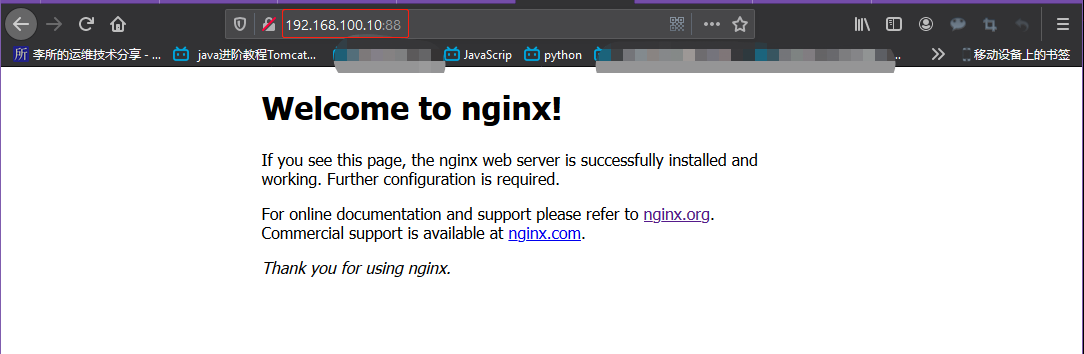 192.168.100.10:88
所 李所的运维技术分享 - ... java进阶教程Tomcat... JavaScrip python .. 移动设备上的书签
Welcome to nginx!
If you see this page, the nginx web server is successfully installed and
working. Further configuration is required.
For online documentation and support please refer to nginx.org.
Commercial support is available at nginx.com.
Thank you for using nginx.